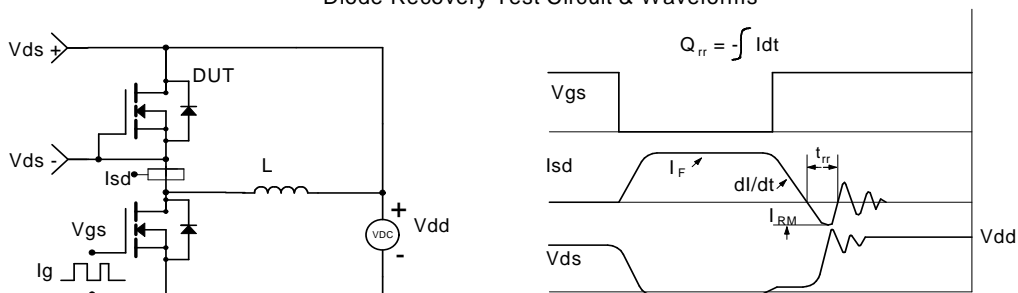 Diode Recovery Test Circuit & Waveforms
Vds +
DUT
Vds -
Isd
L
Vgs
Ig
VDC
+
-
Vdd
Q rr = -∫ Idt
Vgs
Isd
I F
dI/dt
t rr
I RM
Vds
Vdd